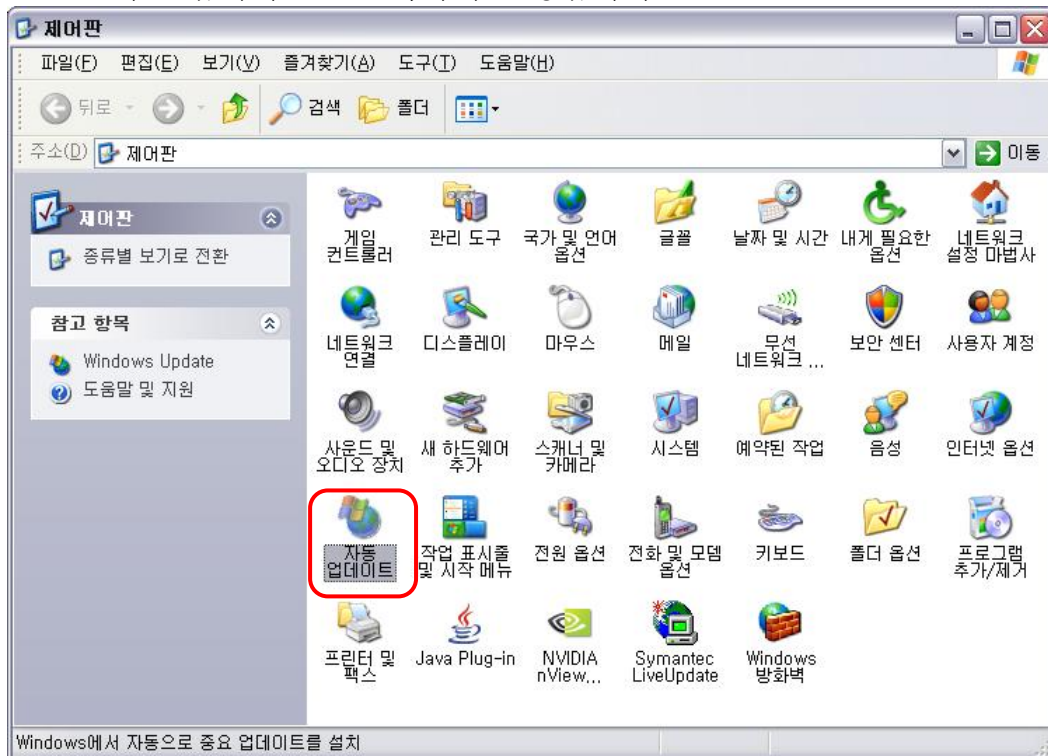 제어판
파일(F) 편집(E) 보기(V) 즐겨찾기(A) 도구(T) 도움말(H)
뒤로 검색 폴더
주소(D) 제어판 이동
제어판
종류별 보기로 전환
참고 항목
Windows Update
도움말 및 지원
게임
컨트롤러
관리 도구
국가 및 언어
옵션
글꼴
날짜 및 시간
내게 필요한
옵션
네트워크
설정 마법사
네트워크
연결
디스플레이
마우스
메일
무선
네트워크 ...
보안 센터
사용자 계정
사운드 및
오디오 장치
새 하드웨어
추가
스캐너 및
카메라
시스템
예약된 작업
음성
인터넷 옵션
자동
업데이트
작업 표시줄
및 시작 메뉴
전원 옵션
전화 및 모뎀
옵션
키보드
폴더 옵션
프로그램
추가/제거
프린터 및
팩스
Java Plug-in
NVIDIA
nView...
Symantec
LiveUpdate
Windows
방화벽
Windows에서 자동으로 중요 업데이트를 설치